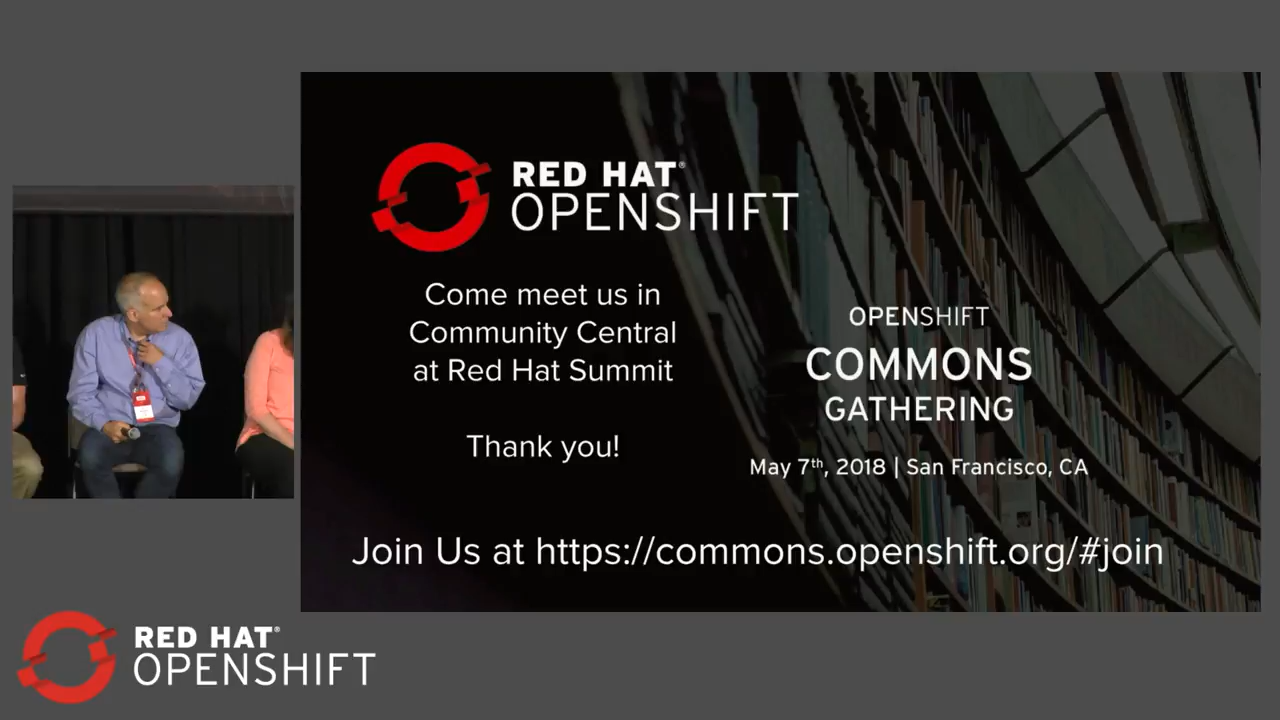 RED HAT®
OPENSHIFT
Come meet us in
Community Central
at Red Hat Summit
Thank you!
OPENSHIFT
COMMONS
GATHERING
May 7th, 2018 | San Francisco, CA
Join Us at https://commons.openshift.org/#join
RED HAT®
OPENSHIFT